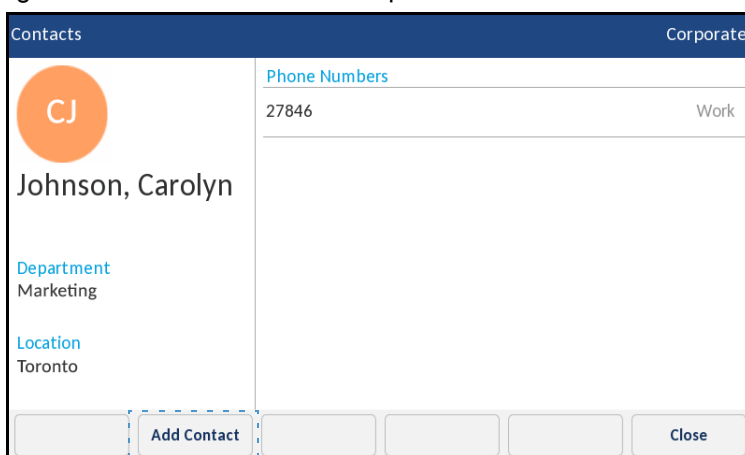 Contacts Corporate
CJ
Johnson, Carolyn
Department
Marketing
Location
Toronto
Phone Numbers
27846 Work
Add Contact Close